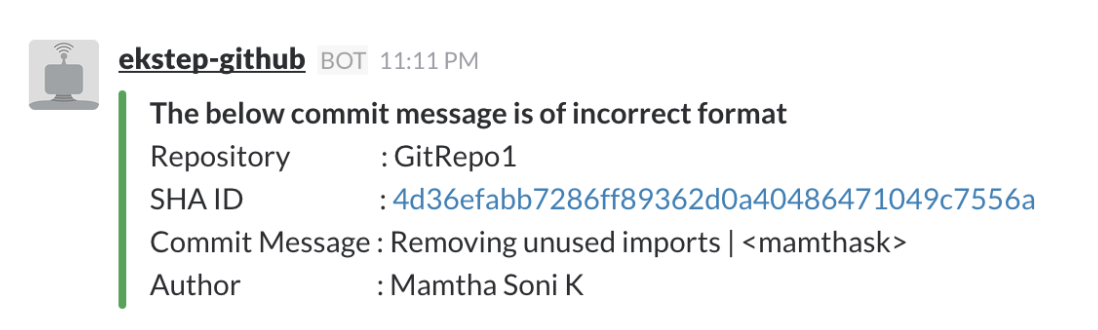 ekstep-github BOT 11:11 PM
The below commit message is of incorrect format
Repository : GitRepo1
SHA ID : 4d36efabb7286ff89362d0a40486471049c7556a
Commit Message : Removing unused imports | <mamthask>
Author : Mamtha Soni K